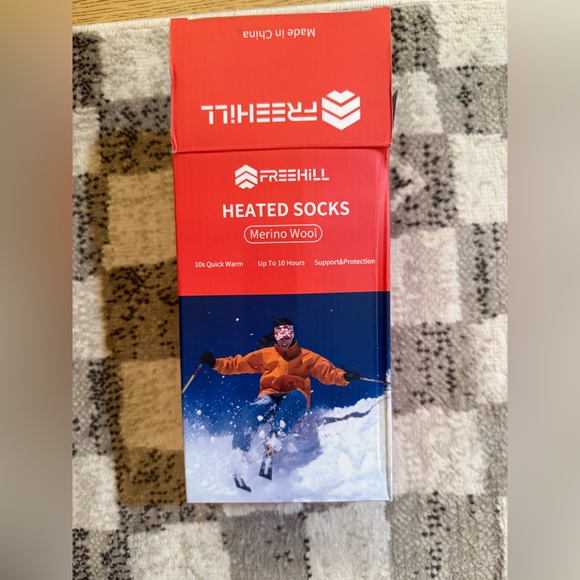 Made in China
FREEHiLL
FREEHiLL
HEATED SOCKS
Merino Wool
10s Quick Warm Up To 10 Hours Support&Protection